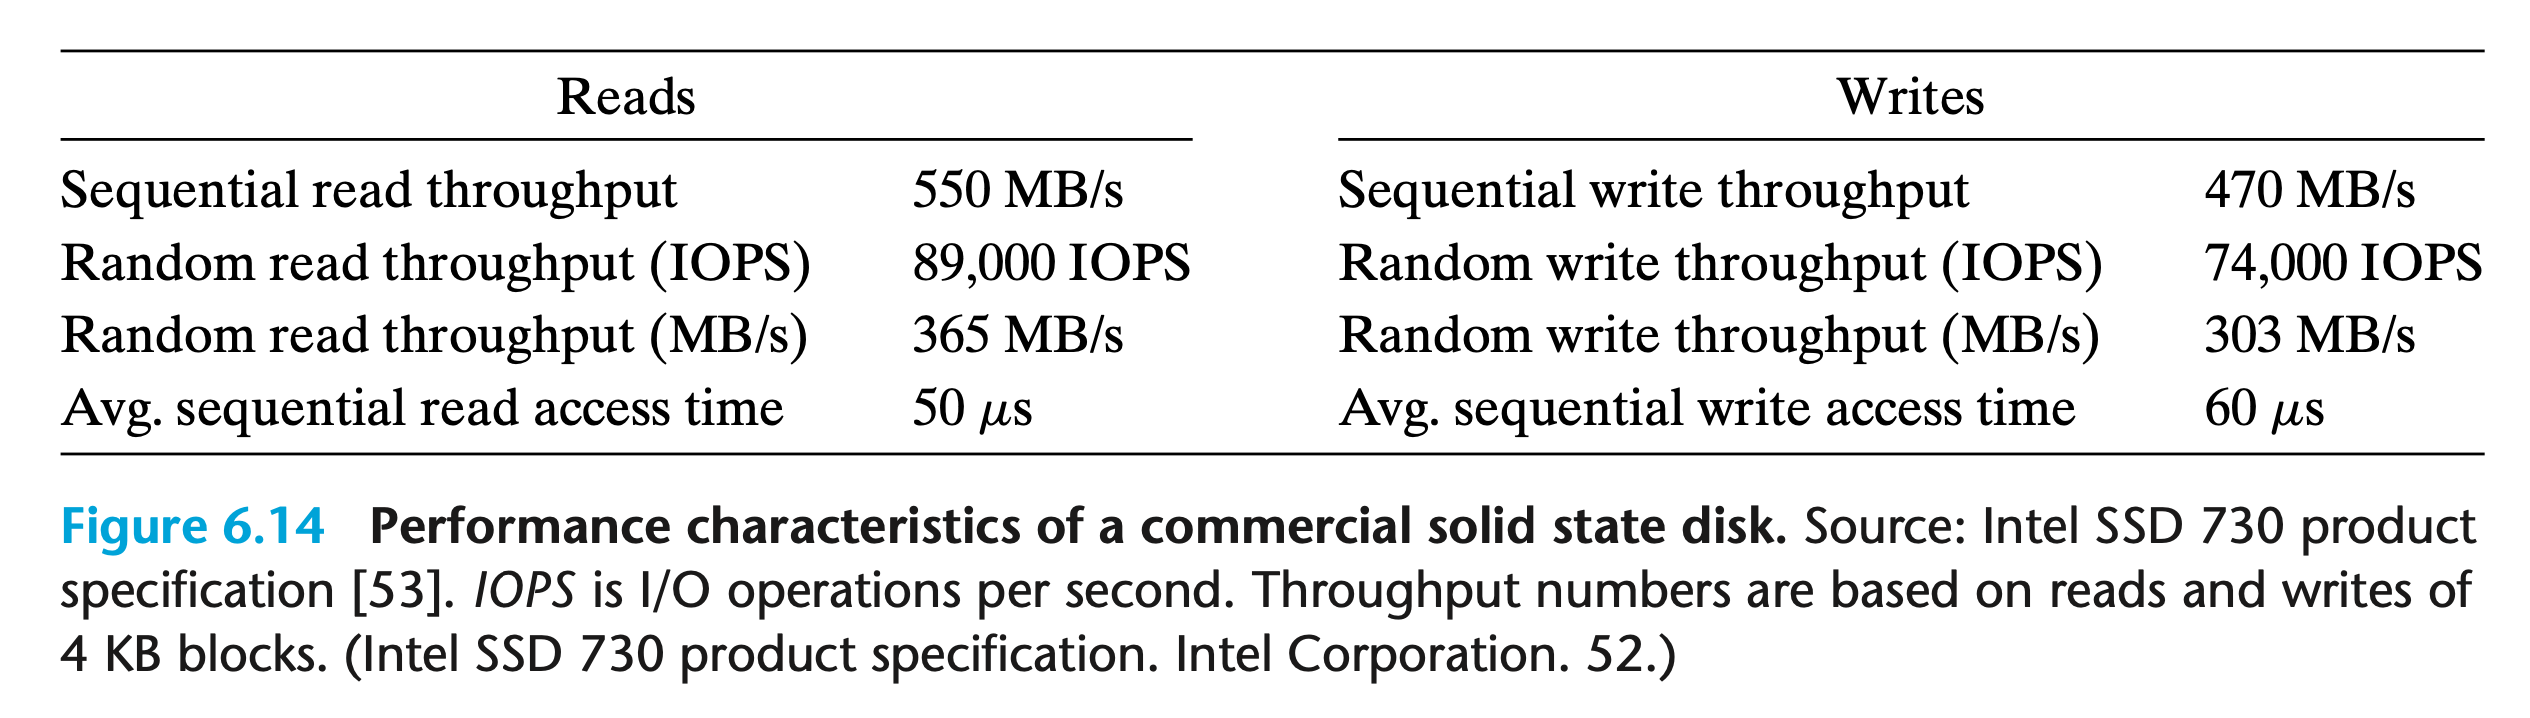 Reads Writes
Sequential read throughput 550 MB/s Sequential write throughput 470 MB/s
Random read throughput (IOPS) 89,000 IOPS Random write throughput (IOPS) 74,000 IOPS
Random read throughput (MB/s) 365 MB/s Random write throughput (MB/s) 303 MB/s
Avg. sequential read access time 50 μs Avg. sequential write access time 60 μs
Figure 6.14 Performance characteristics of a commercial solid state disk. Source: Intel SSD 730 product
specification [53]. IOPS is I/O operations per second. Throughput numbers are based on reads and writes of
4 KB blocks. (Intel SSD 730 product specification. Intel Corporation. 52.)